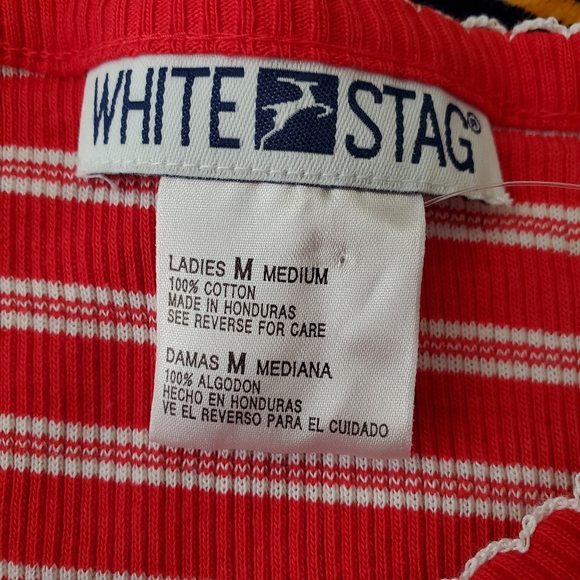 WHITE STAG®
LADIES M MEDIUM
100% COTTON
MADE IN HONDURAS
SEE REVERSE FOR CARE
DAMAS M MEDIANA
100% ALGODON
HECHO EN HONDURAS
VE EL REVERSO PARA EL CUIDADO